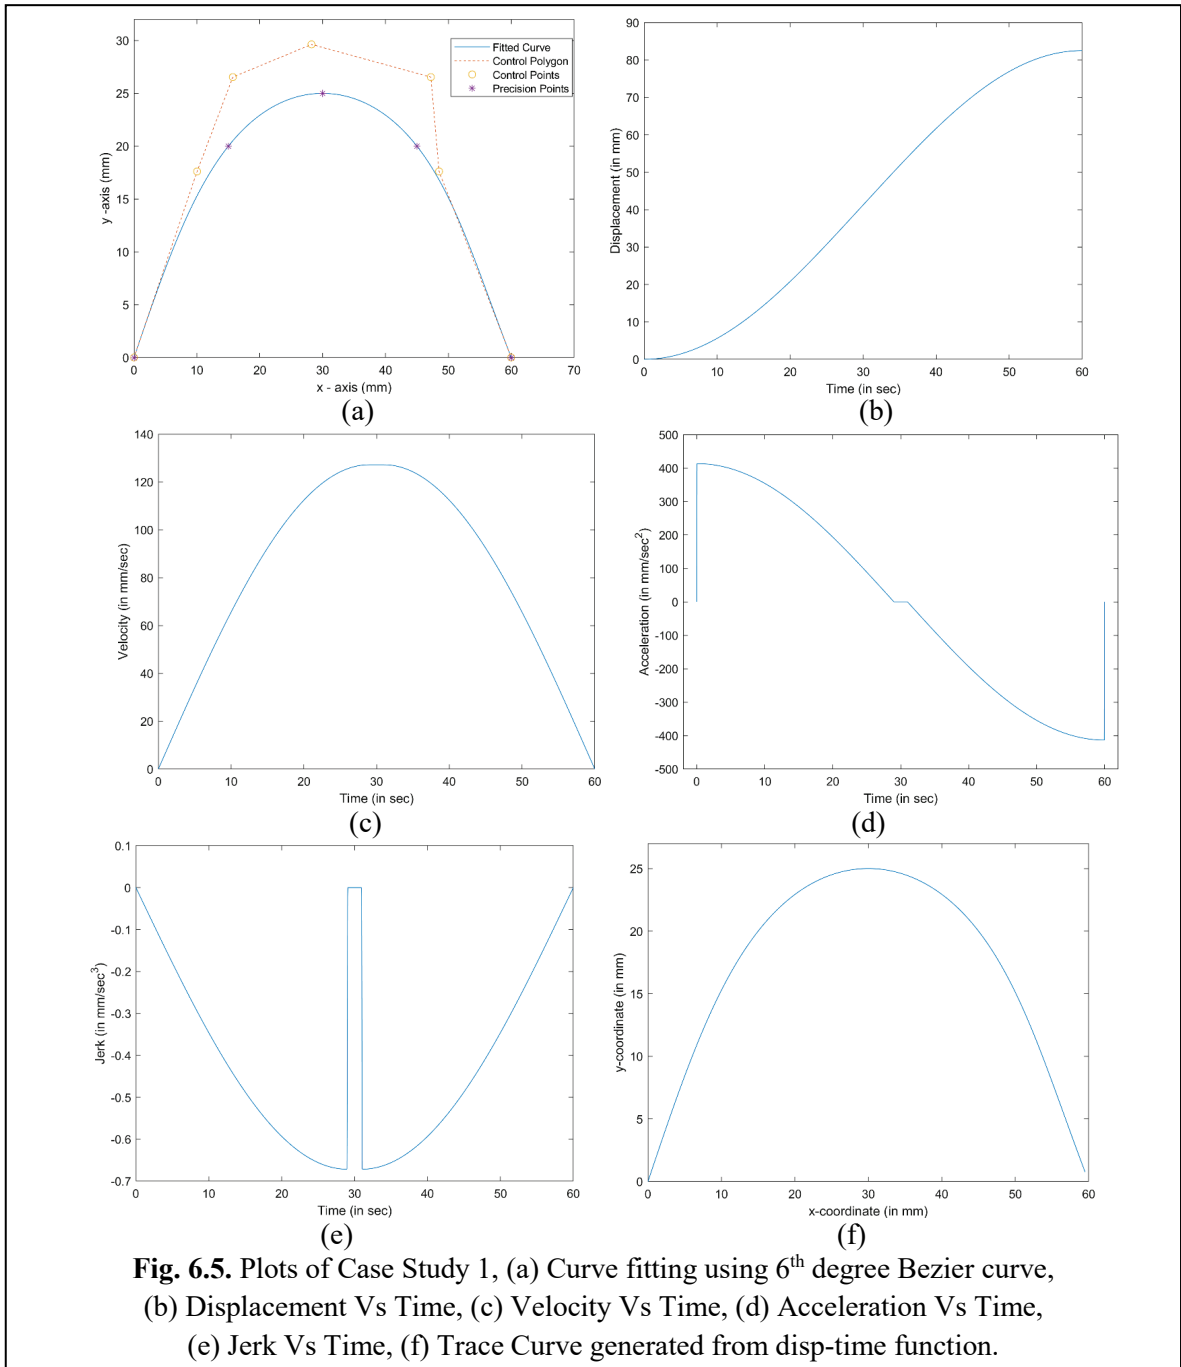 30
25
20
15
10
5
0
y -axis (mm)
Fitted Curve
Control Polygon
Control Points
Precision Points
0 10 20 30 40 50 60 70
x - axis (mm)
(a)
90
80
70
60
50
40
30
20
10
0
Displacement (in mm)
0 10 20 30 40 50 60
Time (in sec)
(b)
140
120
100
80
60
40
20
0
Velocity (in mm/sec)
0 10 20 30 40 50 60
Time (in sec)
(c)
500
400
300
200
100
0
-100
-200
-300
-400
-500
Acceleration (in mm/sec²)
0 10 20 30 40 50 60
Time (in sec)
(d)
0.1
0
-0.1
-0.2
-0.3
-0.4
-0.5
-0.6
-0.7
Jerk (in mm/sec³)
0 10 20 30 40 50 60
Time (in sec)
(e)
25
20
15
10
5
0
y-coordinate (in mm)
0 10 20 30 40 50 60
x-coordinate (in mm)
(f)
Fig. 6.5. Plots of Case Study 1, (a) Curve fitting using 6th degree Bezier curve,
(b) Displacement Vs Time, (c) Velocity Vs Time, (d) Acceleration Vs Time,
(e) Jerk Vs Time, (f) Trace Curve generated from disp-time function.